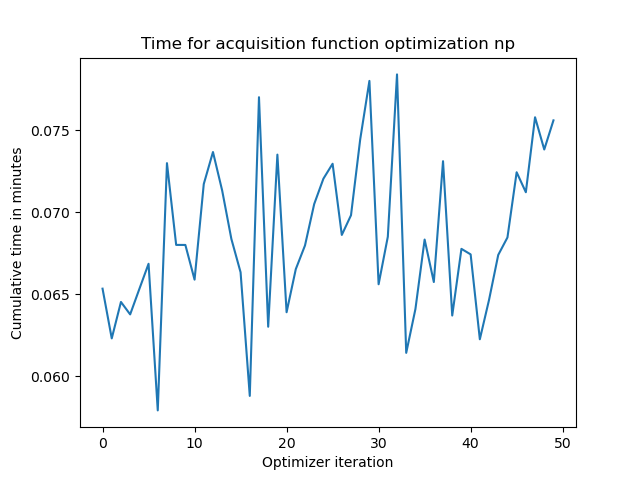 Time for acquisition function optimization np
Cumulative time in minutes
0.075
0.070
0.065
0.060
0 10 20 30 40 50
Optimizer iteration